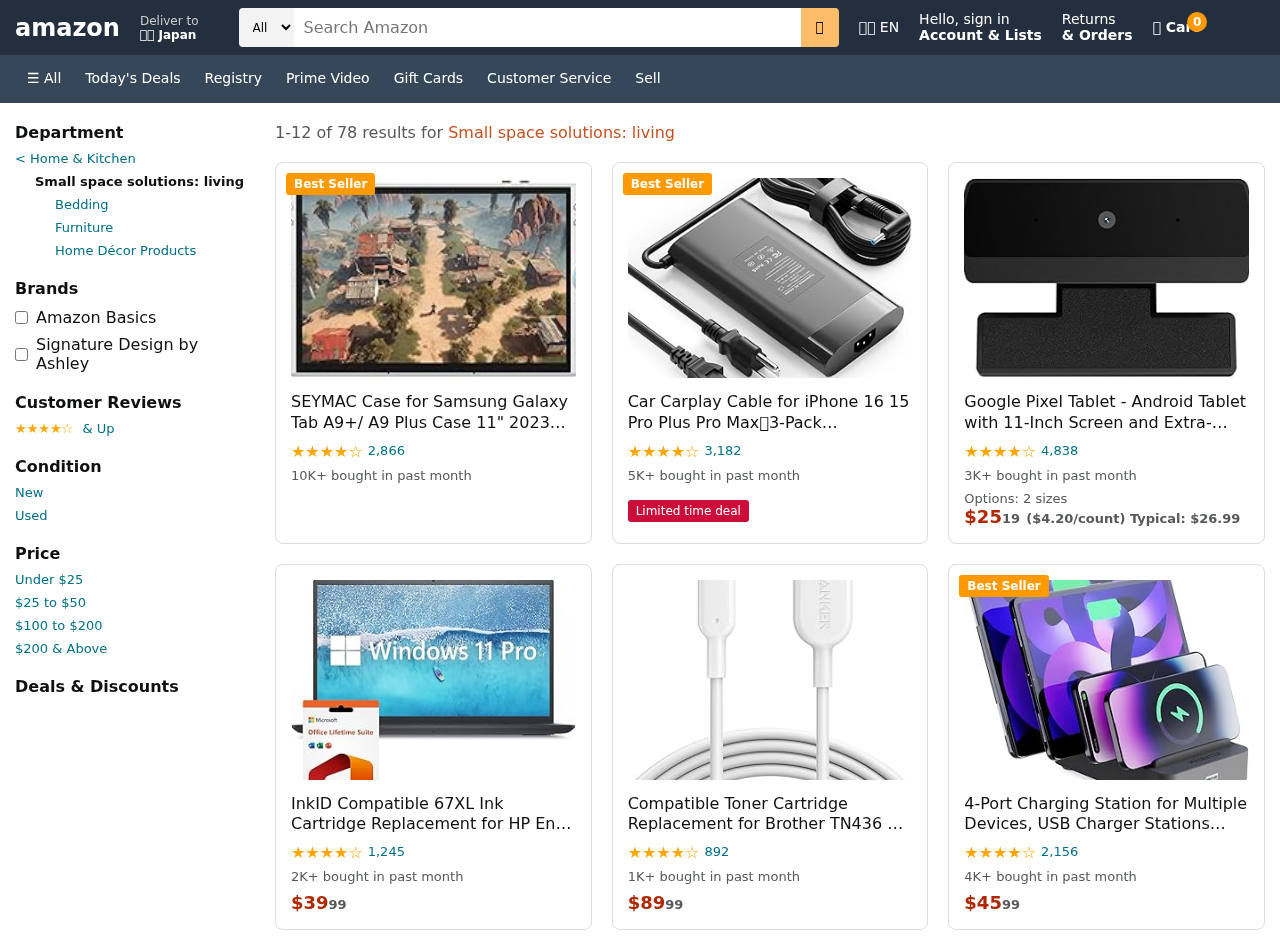 amazon
Deliver to
Japan
All
Search Amazon
EN
Hello, sign in
Account & Lists
Returns
& Orders
0
☰ All
Today's Deals
Registry
Prime Video
Gift Cards
Customer Service
Sell
Department
< Home & Kitchen
Small space solutions: living
Bedding
Furniture
Home Décor Products
Brands
Amazon Basics
Signature Design by
Ashley
Customer Reviews
★★★★☆ & Up
Condition
New
Used
Price
Under $25
$25 to $50
$100 to $200
$200 & Above
Deals & Discounts
1-12 of 78 results for Small space solutions: living
Best Seller
SEYMAC Case for Samsung Galaxy
Tab A9+/ A9 Plus Case 11" 2023…
★★★★☆ 2,866
10K+ bought in past month
Best Seller
Car Carplay Cable for iPhone 16 15
Pro Plus Pro Max 3-Pack…
★★★★☆ 3,182
5K+ bought in past month
Limited time deal
Google Pixel Tablet - Android Tablet
with 11-Inch Screen and Extra-…
★★★★☆ 4,838
3K+ bought in past month
Options: 2 sizes
$2519 ($4.20/count) Typical: $26.99
Windows 11 Pro
Microsoft
Office Lifetime Suite
InkID Compatible 67XL Ink
Cartridge Replacement for HP En…
★★★★☆ 1,245
2K+ bought in past month
$3999
ANKER
Compatible Toner Cartridge
Replacement for Brother TN436 …
★★★★☆ 892
1K+ bought in past month
$8999
Best Seller
4-Port Charging Station for Multiple
Devices, USB Charger Stations…
★★★★☆ 2,156
4K+ bought in past month
$4599